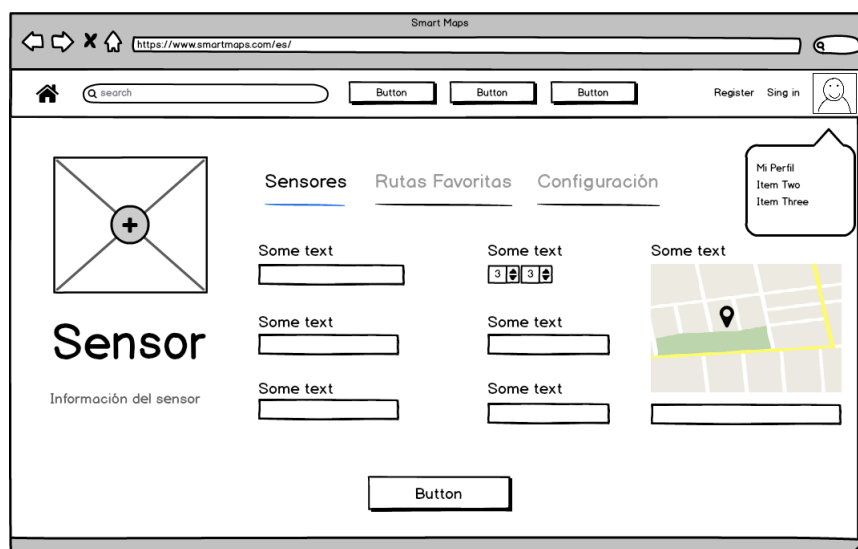 Smart Maps
https://www.smartmaps.com/es/
search
Button
Button
Button
Register
Sing in
Mi Perfil
Item Two
Item Three
Sensores
Rutas Favoritas
Configuración
Some text
Some text
Some text
3
3
Sensor
Some text
Some text
Información del sensor
Some text
Some text
Button